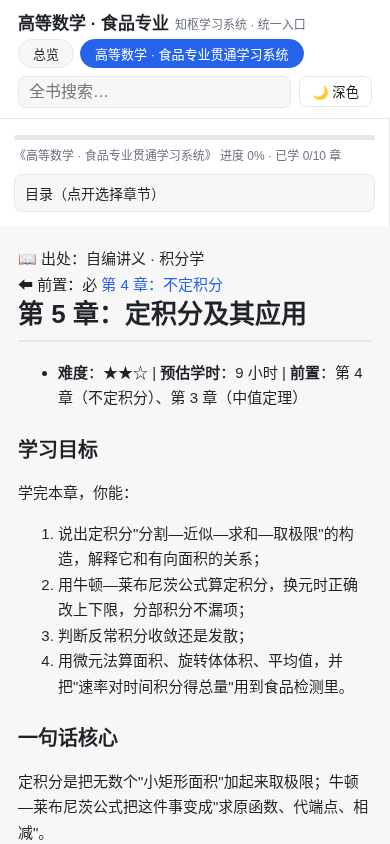 高等数学 · 食品专业 知枢学习系统 · 统一入口
总览 高等数学 · 食品专业贯通学习系统
全书搜索… 🌙 深色
《高等数学 · 食品专业贯通学习系统》 进度 0% · 已学 0/10 章
目录（点开选择章节）
📖 出处：自编讲义 · 积分学
⬅ 前置：必 第 4 章：不定积分
第 5 章：定积分及其应用
• 难度：★★☆ | 预估学时：9 小时 | 前置：第 4
章（不定积分）、第 3 章（中值定理）
学习目标
学完本章，你能：
1. 说出定积分"分割—近似—求和—取极限"的构
造，解释它和有向面积的关系；
2. 用牛顿—莱布尼茨公式算定积分，换元时正确
改上下限，分部积分不漏项；
3. 判断反常积分收敛还是发散；
4. 用微元法算面积、旋转体体积、平均值，并
把"速率对时间积分得总量"用到食品检测里。
一句话核心
定积分是把无数个"小矩形面积"加起来取极限；牛顿
—莱布尼茨公式把这件事变成"求原函数、代端点、相
减"。